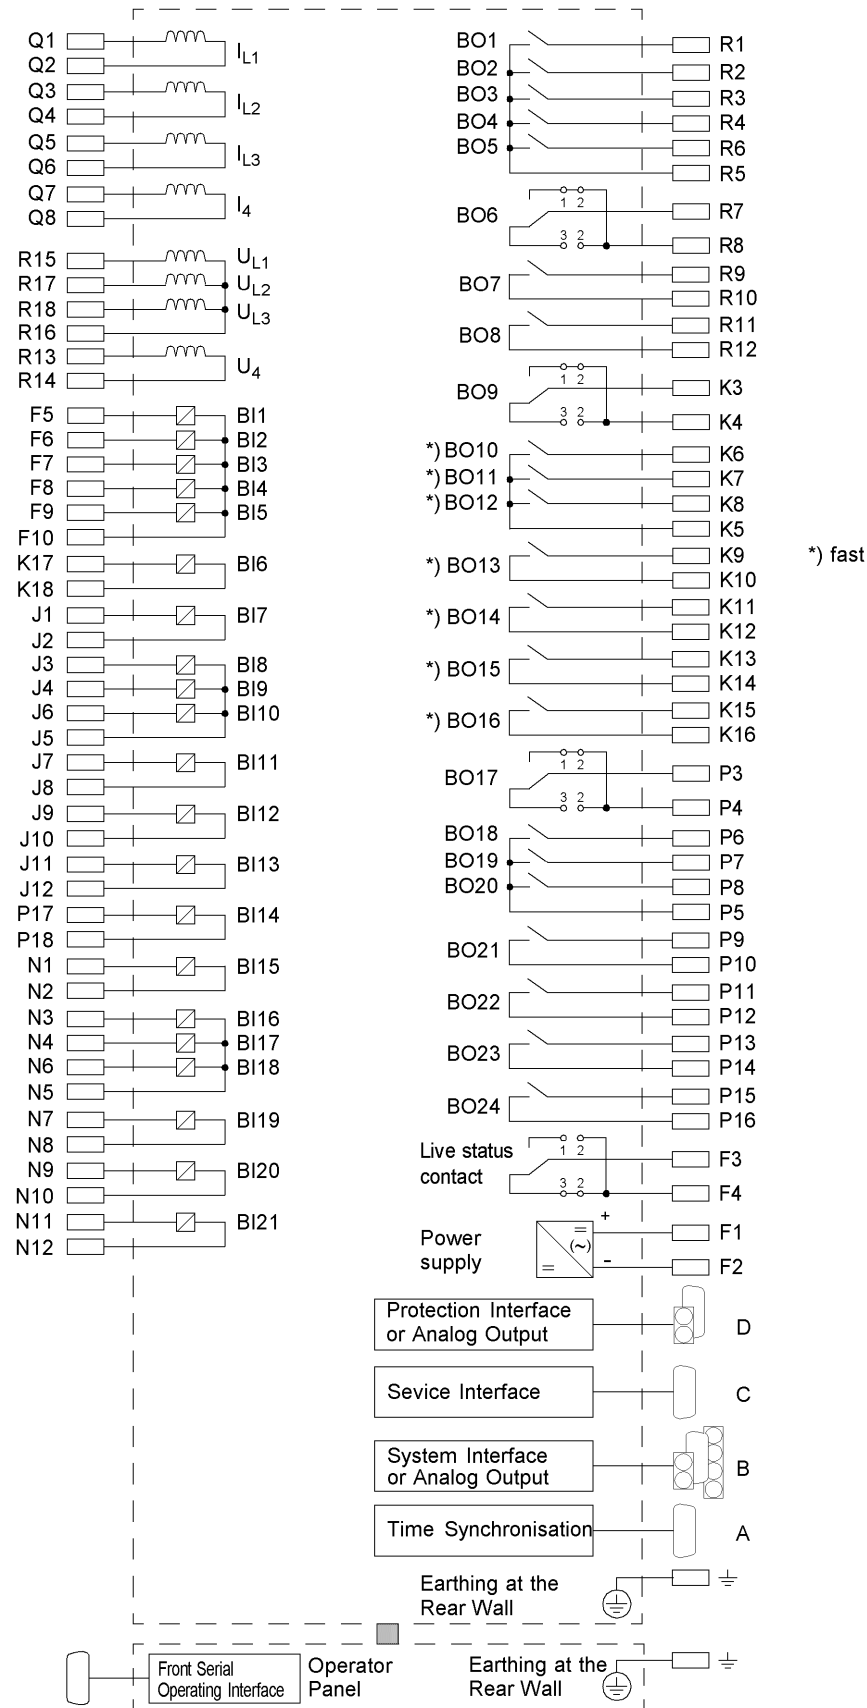 Q1
Q2
IL1
Q3
Q4
IL2
Q5
Q6
IL3
Q7
Q8
I4
R15
UL1
R17
UL2
R18
UL3
R16
R13
R14
U4
F5 BI1
F6 BI2
F7 BI3
F8 BI4
F9 BI5
F10
K17 BI6
K18
J1 BI7
J2
J3 BI8
J4 BI9
J6 BI10
J5
J7 BI11
J8
J9 BI12
J10
J11 BI13
J12
P17 BI14
P18
N1 BI15
N2
N3 BI16
N4 BI17
N6 BI18
N5
N7 BI19
N8
N9 BI20
N10
N11 BI21
N12
BO1 R1
BO2 R2
BO3 R3
BO4 R4
BO5 R6
R5
1 2
R7
BO6
3 2
R8
R9
BO7
R10
R11
BO8
R12
1 2
K3
BO9
3 2
K4
*) BO10 K6
*) BO11 K7
*) BO12 K8
K5
K9
*) fast
*) BO13
K10
K11
*) BO14
K12
K13
*) BO15
K14
K15
*) BO16
K16
1 2
P3
BO17
3 2
P4
BO18 P6
BO19 P7
BO20 P8
P5
P9
BO21
P10
P11
BO22
P12
P13
BO23
P14
P15
BO24
P16
Live status
contact
1 2
F3
3 2
F4
Power
supply
+
F1
(~)
-
F2
Protection Interface
or Analog Output
D
Sevice Interface
C
System Interface
or Analog Output
B
Time Synchronisation
A
Earthing at the
Rear Wall
Front Serial
Operating Interface
Operator
Panel
Earthing at the
Rear Wall